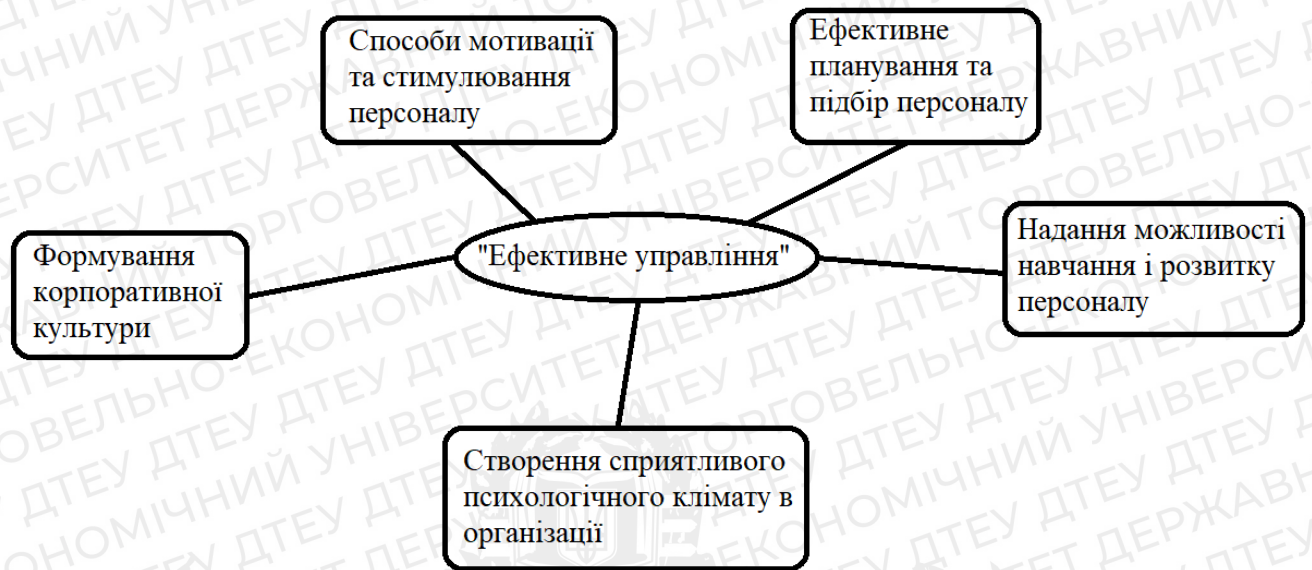 Способи мотивації
та стимулювання
персоналу
Ефективне
планування та
підбір персоналу
Формування
корпоративної
культури
"Ефективне управління"
Надання можливості
навчання і розвитку
персоналу
Створення сприятливого
психологічного клімату в
організації